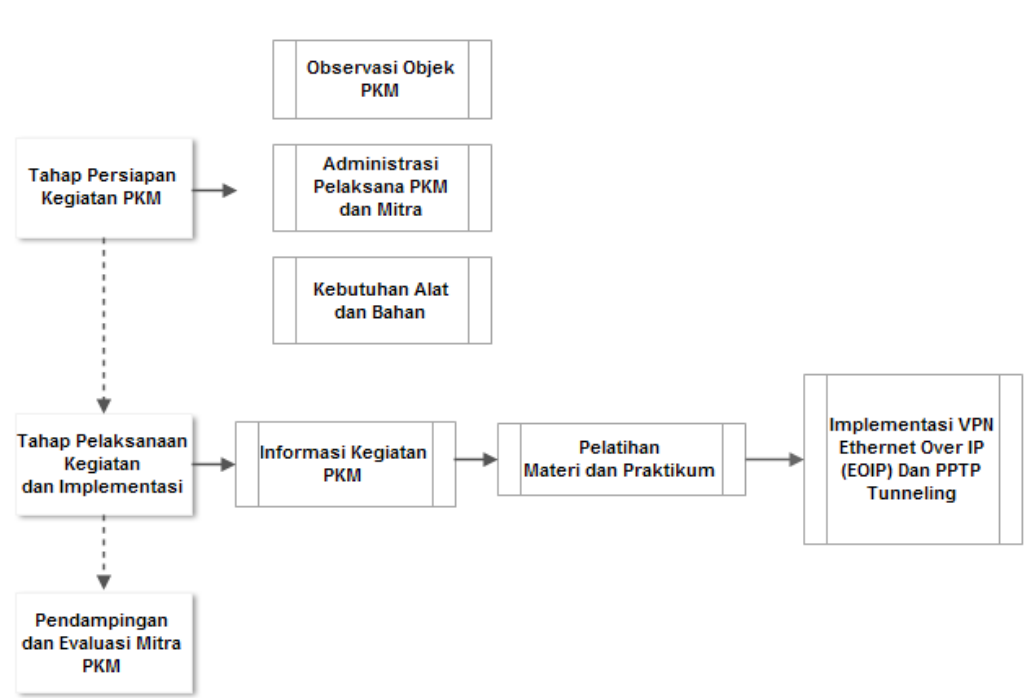 Observasi Objek
PKM
Tahap Persiapan
Kegiatan PKM
Administrasi
Pelaksana PKM
dan Mitra
Kebutuhan Alat
dan Bahan
Tahap Pelaksanaan
Kegiatan
dan Implementasi
Informasi Kegiatan
PKM
Pelatihan
Materi dan Praktikum
Implementasi VPN
Ethernet Over IP
(EOIP) Dan PPTP
Tunneling
Pendampingan
dan Evaluasi Mitra
PKM